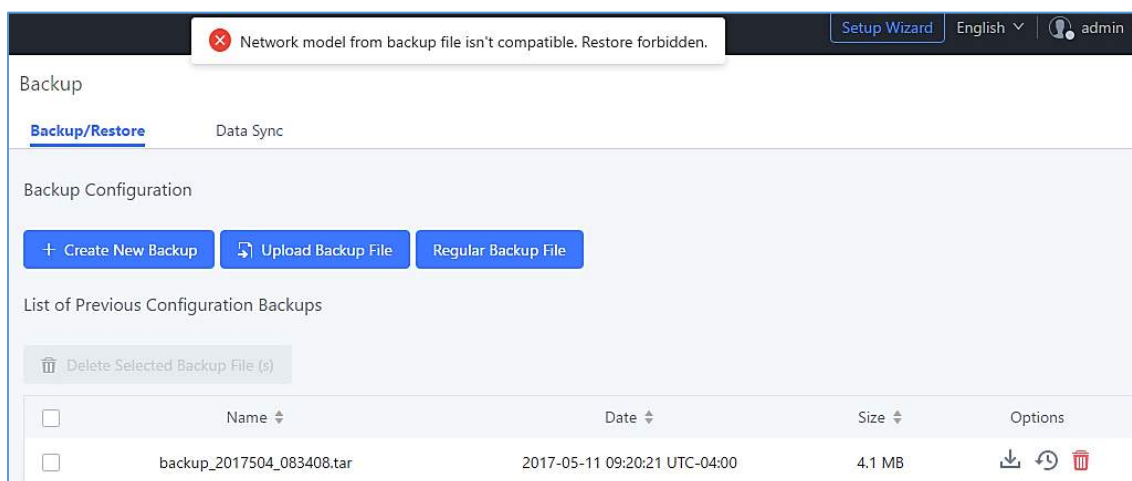 Setup Wizard English admin
Network model from backup file isn't compatible. Restore forbidden.
Backup
Backup/Restore Data Sync
Backup Configuration
+ Create New Backup Upload Backup File Regular Backup File
List of Previous Configuration Backups
Delete Selected Backup File (s)
Name Date Size Options
backup_2017504_083408.tar 2017-05-11 09:20:21 UTC-04:00 4.1 MB